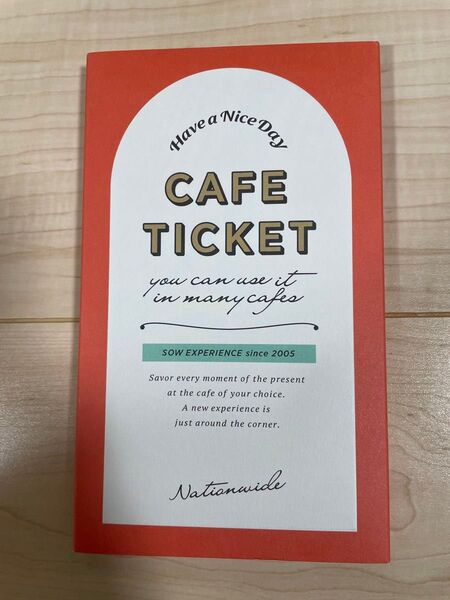 Have a Nice Day
CAFE
TICKET
you can use it
in many cafes
SOW EXPERIENCE since 2005
Savor every moment of the present
at the cafe of your choice.
A new experience is
just around the corner.
Nationwide